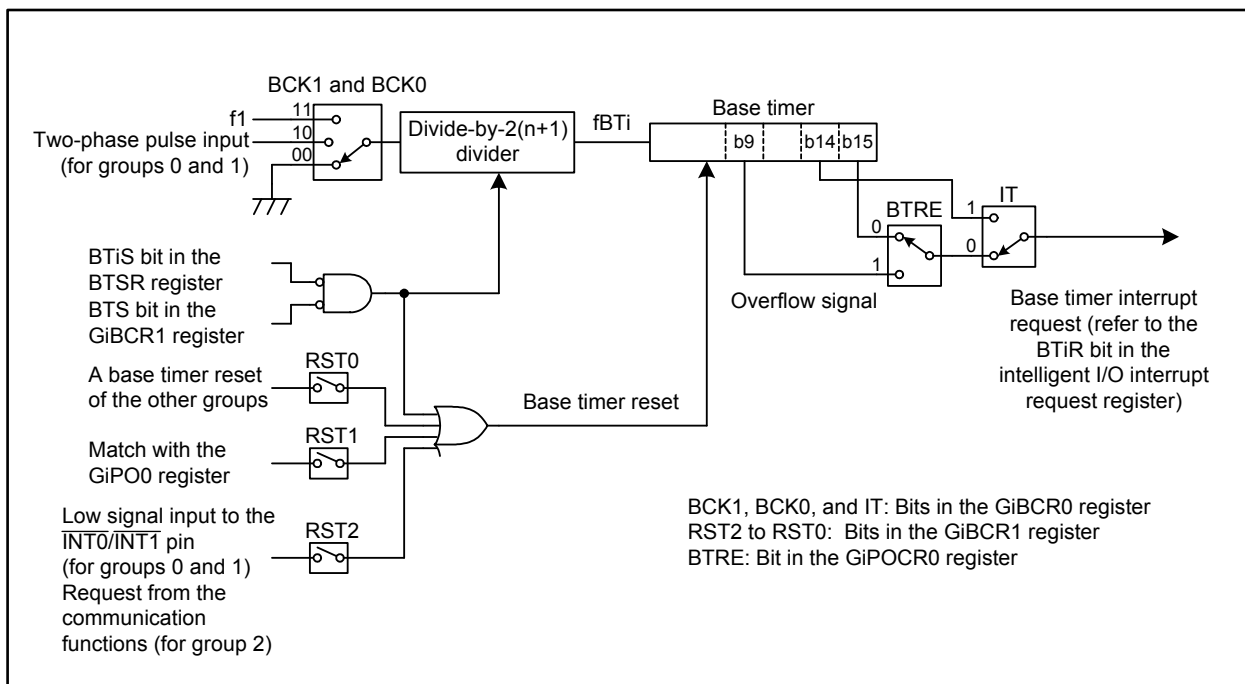 BCK1 and BCK0
f1
11
Two-phase pulse input
(for groups 0 and 1)
10
00
Divide-by-2(n+1)
divider
fBTi
Base timer
b9
b14
b15
BTRE
0
1
IT
1
0
Overflow signal
Base timer interrupt
request (refer to the
BTiR bit in the
intelligent I/O interrupt
request register)
BTiS bit in the
BTSR register
BTS bit in the
GiBCR1 register
A base timer reset
of the other groups
RST0
Match with the
GiPO0 register
RST1
Base timer reset
Low signal input to the
INT0/INT1 pin
(for groups 0 and 1)
Request from the
communication
functions (for group 2)
RST2
BCK1, BCK0, and IT: Bits in the GiBCR0 register
RST2 to RST0: Bits in the GiBCR1 register
BTRE: Bit in the GiPOCR0 register